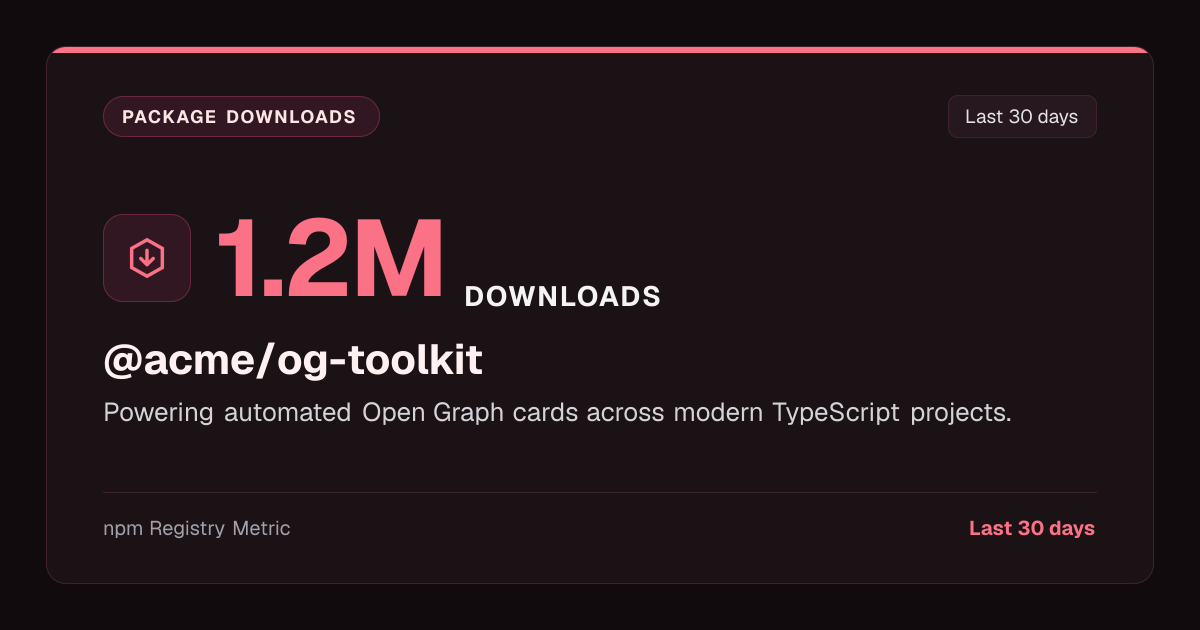 PACKAGE DOWNLOADS
Last 30 days
1.2M DOWNLOADS
@acme/og-toolkit
Powering automated Open Graph cards across modern TypeScript projects.
npm Registry Metric
Last 30 days